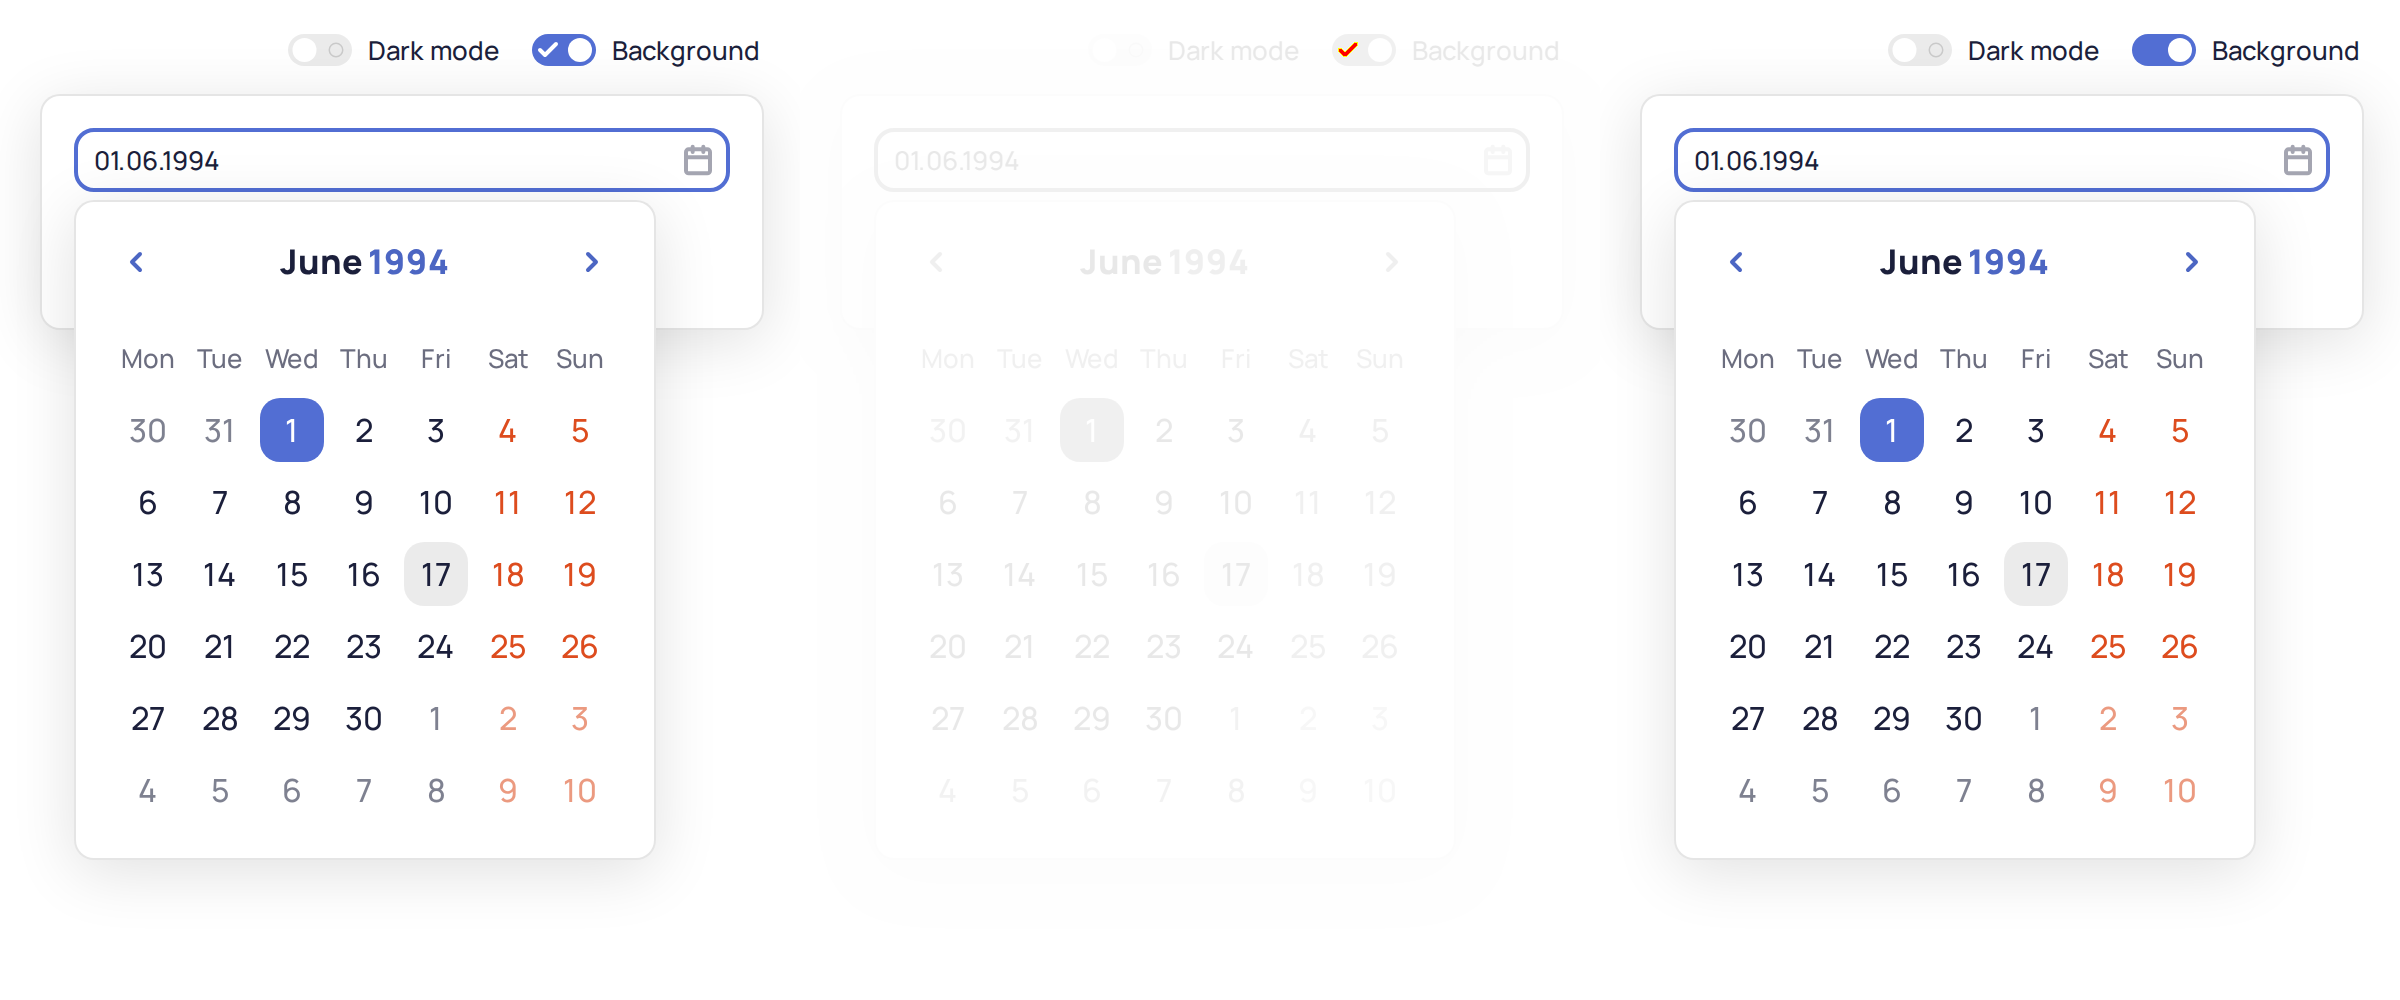 Dark mode Background
01.06.1994
June 1994
Mon Tue Wed Thu Fri Sat Sun
30 31 1 2 3 4 5
6 7 8 9 10 11 12
13 14 15 16 17 18 19
20 21 22 23 24 25 26
27 28 29 30 1 2 3
4 5 6 7 8 9 10
Dark mode Background
01.06.1994
June 1994
Mon Tue Wed Thu Fri Sat Sun
30 31 1 2 3 4 5
6 7 8 9 10 11 12
13 14 15 16 17 18 19
20 21 22 23 24 25 26
27 28 29 30 1 2 3
4 5 6 7 8 9 10
Dark mode Background
01.06.1994
June 1994
Mon Tue Wed Thu Fri Sat Sun
30 31 1 2 3 4 5
6 7 8 9 10 11 12
13 14 15 16 17 18 19
20 21 22 23 24 25 26
27 28 29 30 1 2 3
4 5 6 7 8 9 10